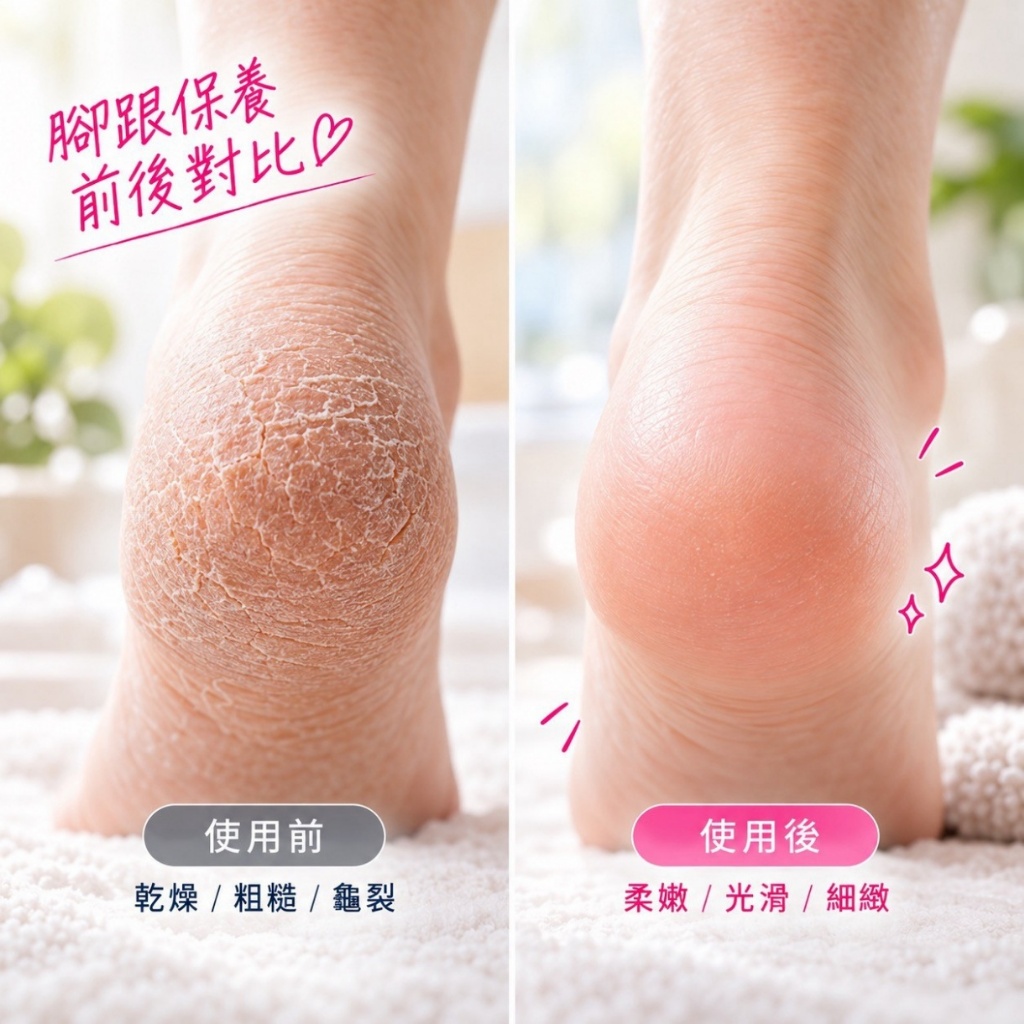 腳跟保養
前後對比♡
使用前
乾燥 / 粗糙 / 龜裂
使用後
柔嫩 / 光滑 / 細緻